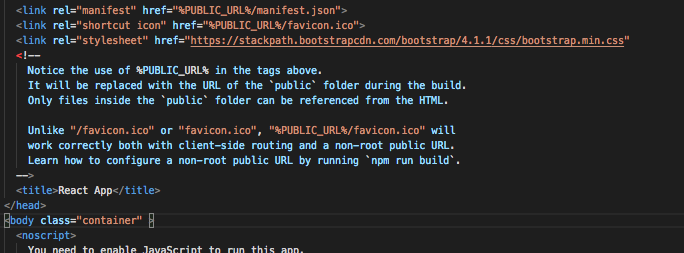 <link rel="manifest" href="%PUBLIC_URL%/manifest.json">
<link rel="shortcut icon" href="%PUBLIC_URL%/favicon.ico">
<link rel="stylesheet" href="https://stackpath.bootstrapcdn.com/bootstrap/4.1.1/css/bootstrap.min.css"
<!--
Notice the use of %PUBLIC_URL% in the tags above.
It will be replaced with the URL of the `public` folder during the build.
Only files inside the `public` folder can be referenced from the HTML.
Unlike "/favicon.ico" or "favicon.ico", "%PUBLIC_URL%/favicon.ico" will
work correctly both with client-side routing and a non-root public URL.
Learn how to configure a non-root public URL by running `npm run build`.
-->
<title>React App</title>
</head>
<body class="container" >
<noscript>
You need to enable JavaScript to run this app.